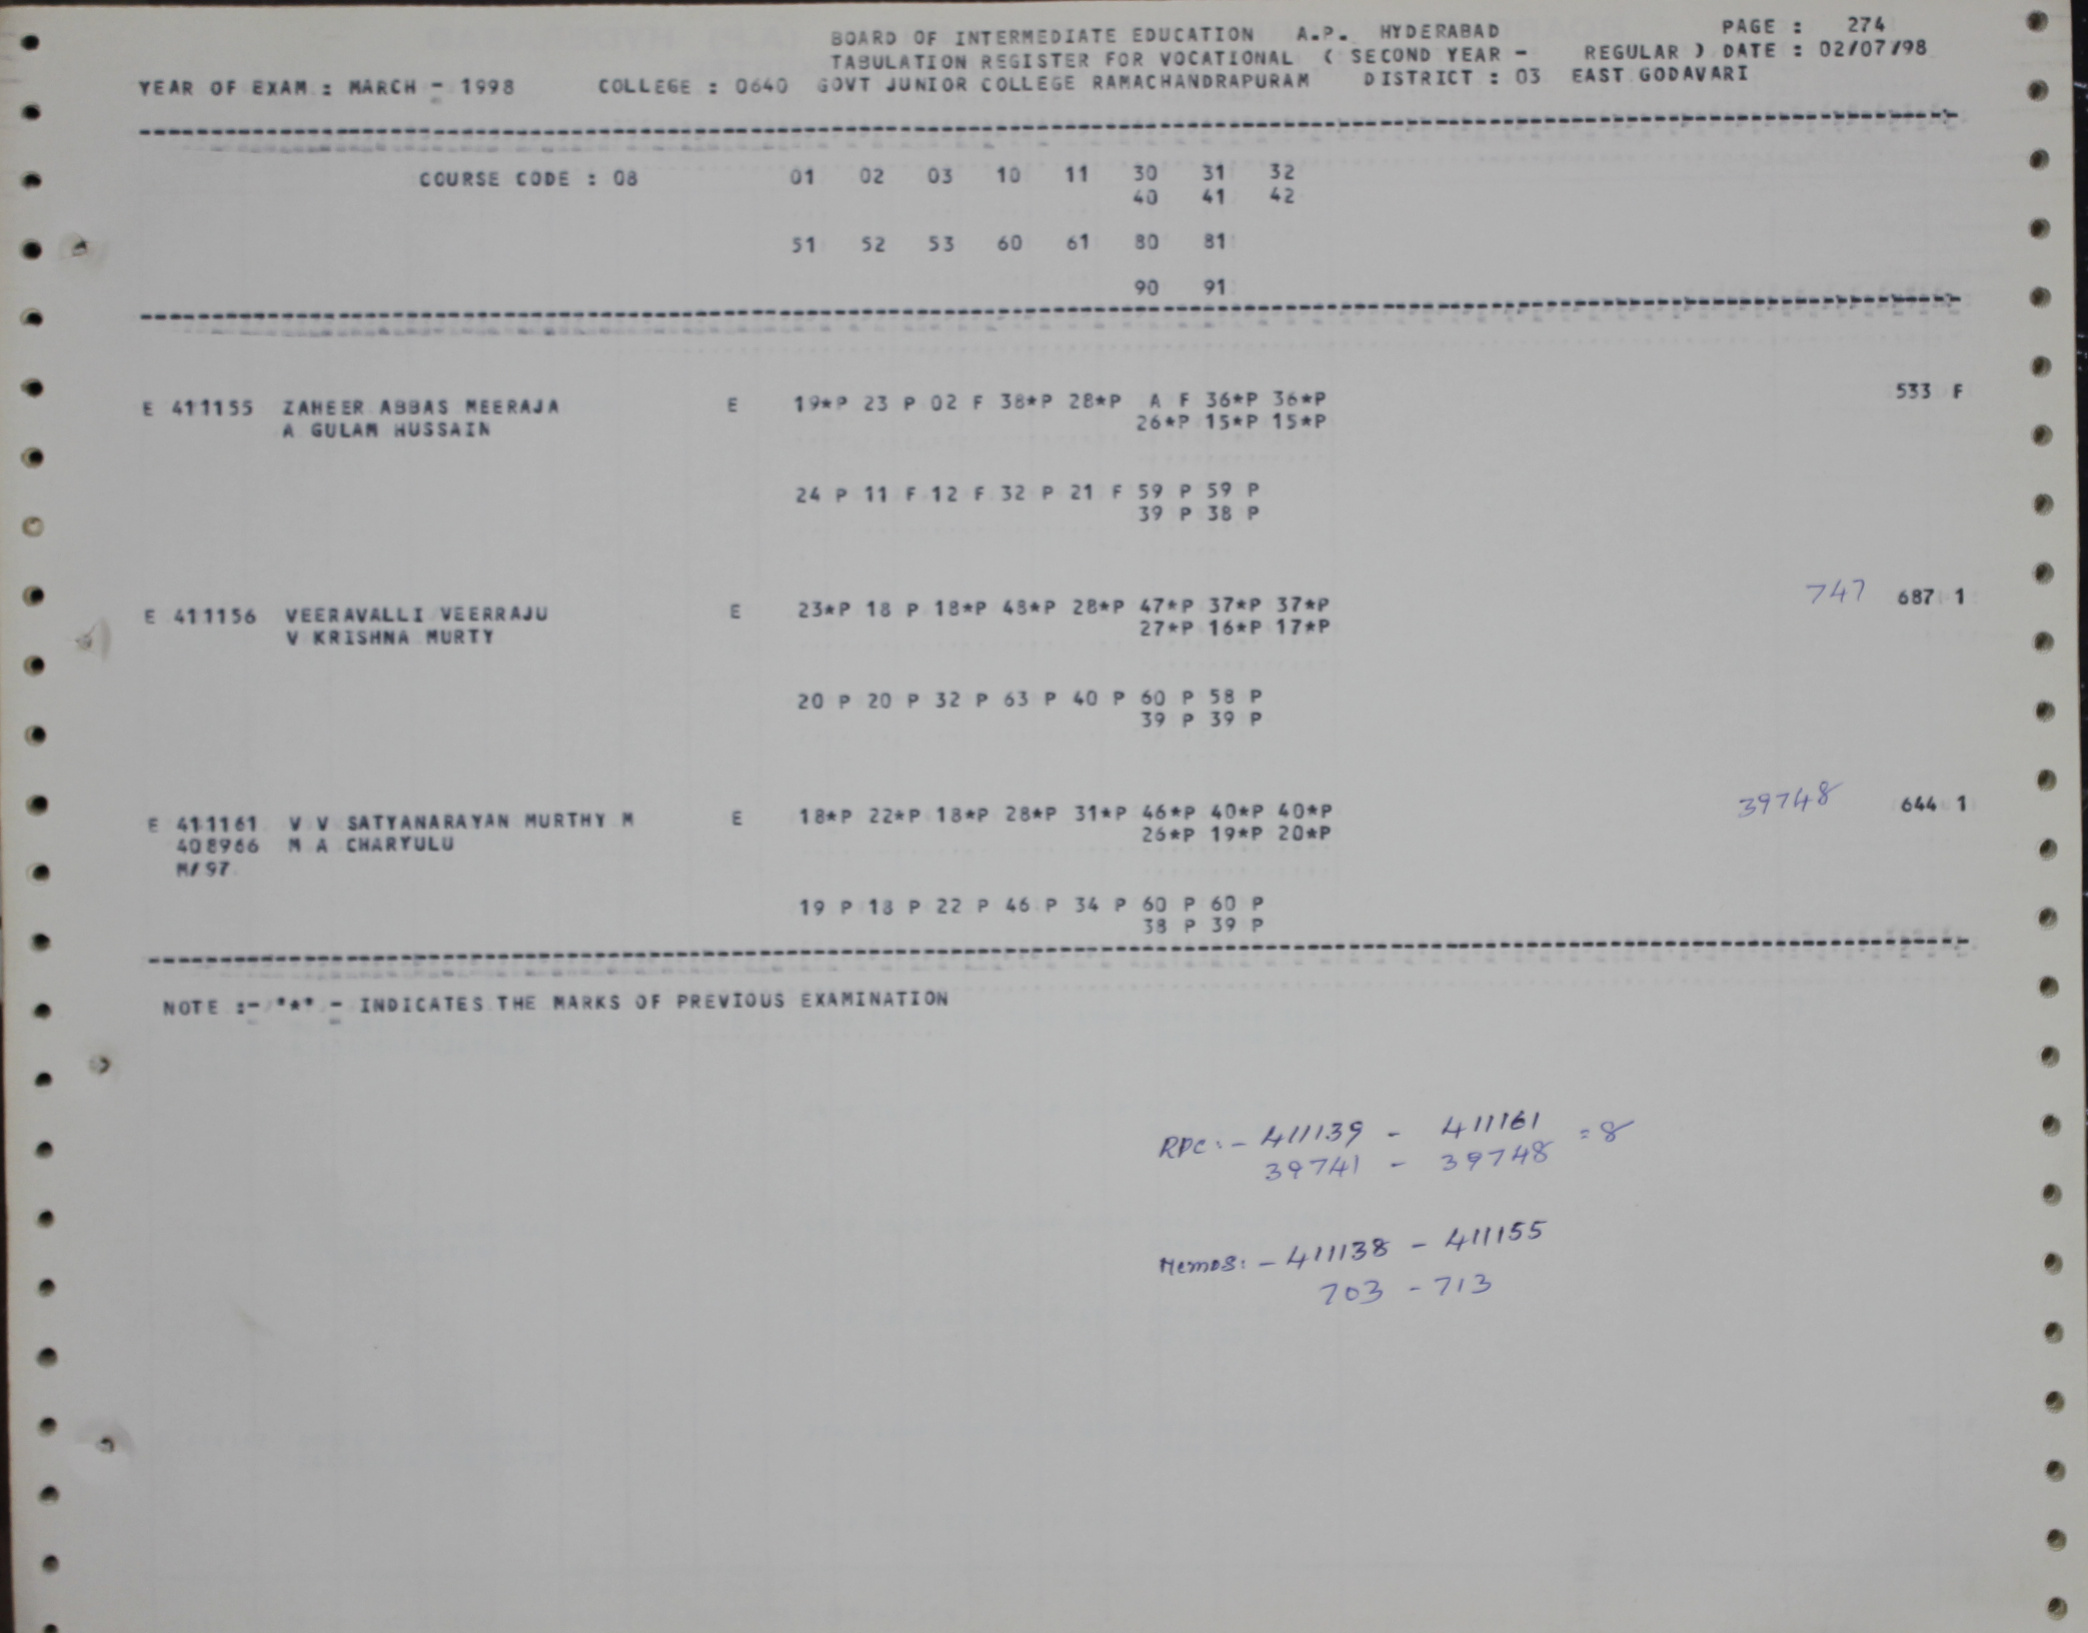 BOARD OF INTERMEDIATE EDUCATION A.P. HYDERABAD PAGE : 274
TABULATION REGISTER FOR VOCATIONAL ( SECOND YEAR - REGULAR ) DATE : 02/07/98
YEAR OF EXAM : MARCH - 1998 COLLEGE : 0640 GOVT JUNIOR COLLEGE RAMACHANDRAPURAM DISTRICT : 03 EAST GODAVARI
COURSE CODE : 08 01 02 03 10 11 30 31 32
40 41 42
51 52 53 60 61 80 81
90 91
E 411155 ZAHEER ABBAS MEERAJA E 19*P 23 P 02 F 38*P 28*P A F 36*P 36*P 533 F
A GULAM HUSSAIN 26*P 15*P 15*P
24 P 11 F 12 F 32 P 21 F 59 P 59 P
39 P 38 P
E 411156 VEERAVALLI VEERRAJU E 23*P 18 P 18*P 48*P 28*P 47*P 37*P 37*P 747 687 1
V KRISHNA MURTY 27*P 16*P 17*P
20 P 20 P 32 P 63 P 40 P 60 P 58 P
39 P 39 P
E 411161 V V SATYANARAYAN MURTHY M E 18*P 22*P 18*P 28*P 31*P 46*P 40*P 40*P 39748 644 1
408966 M A CHARYULU 26*P 19*P 20*P
M/97
19 P 18 P 22 P 46 P 34 P 60 P 60 P
38 P 39 P
NOTE :- "*" - INDICATES THE MARKS OF PREVIOUS EXAMINATION
RPC:- 411139 - 411161 = 8
39741 - 39748
Memos:- 411138 - 411155
703 - 713